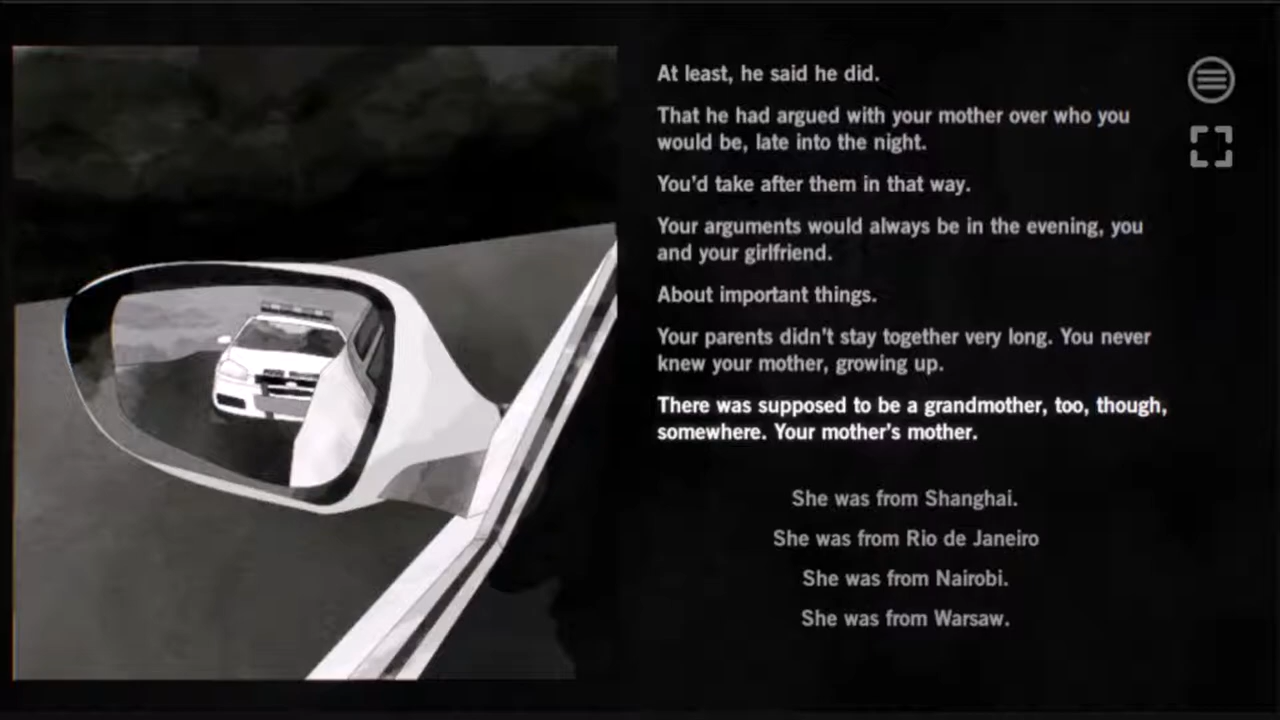 At least, he said he did.
That he had argued with your mother over who you
would be, late into the night.
You'd take after them in that way.
Your arguments would always be in the evening, you
and your girlfriend.
About important things.
Your parents didn't stay together very long. You never
knew your mother, growing up.
There was supposed to be a grandmother, too, though,
somewhere. Your mother's mother.
She was from Shanghai.
She was from Rio de Janeiro
She was from Nairobi.
She was from Warsaw.